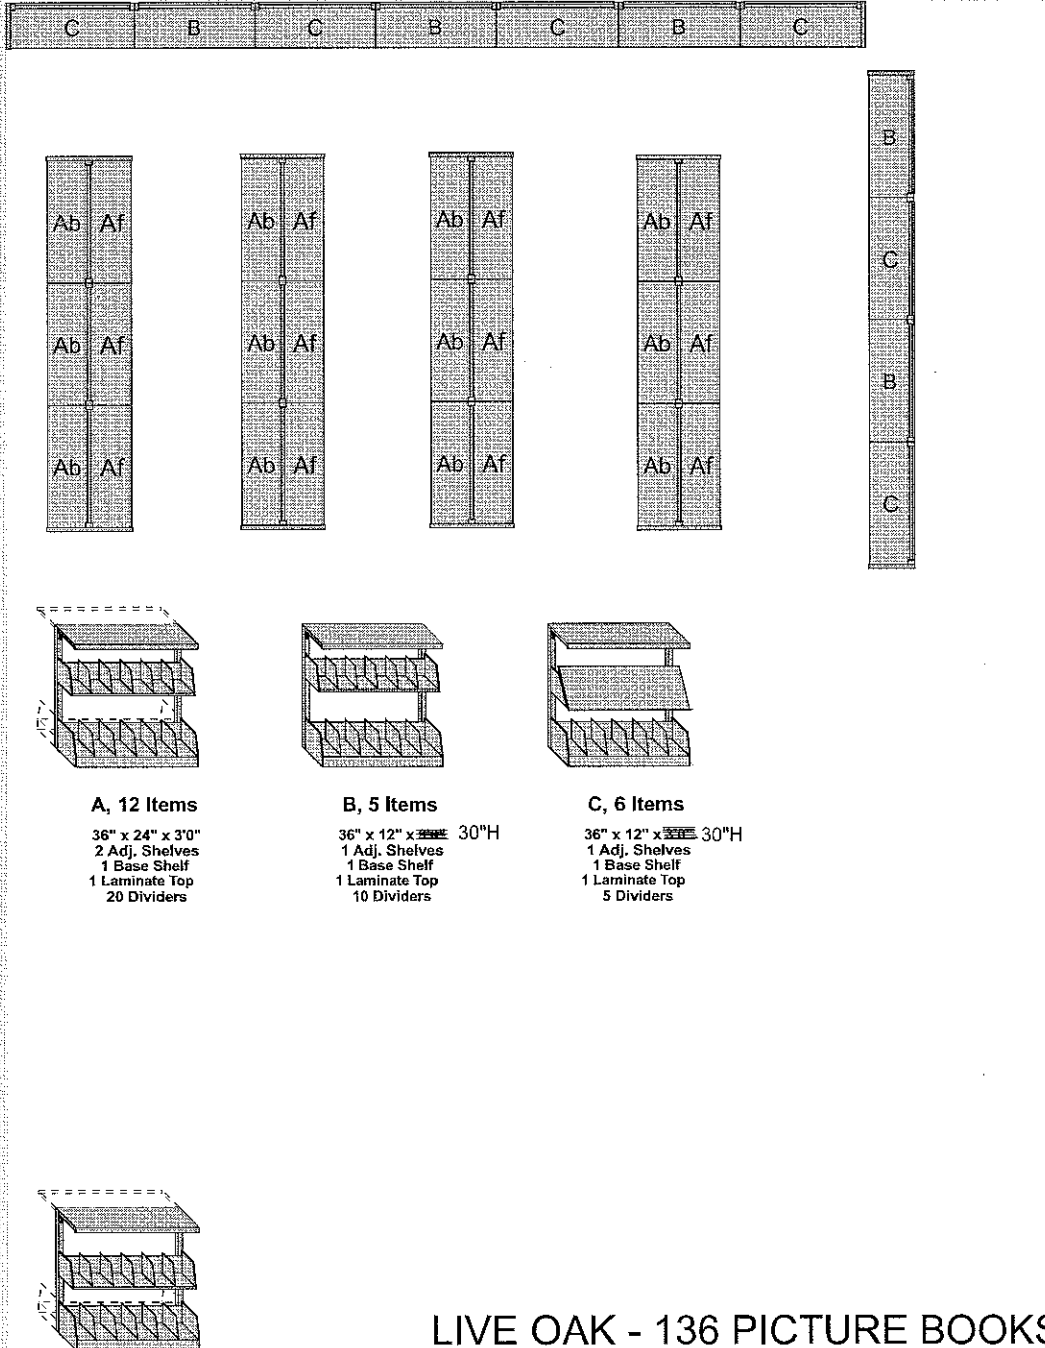 C B C B C B C
B
Ab Af Ab Af Ab Af Ab Af
C
Ab Af Ab Af Ab Af Ab Af
B
Ab Af Ab Af Ab Af Ab Af
C
A, 12 Items
36" x 24" x 3'0"
2 Adj. Shelves
1 Base Shelf
1 Laminate Top
20 Dividers
B, 5 Items
36" x 12" x 30"H
1 Adj. Shelves
1 Base Shelf
1 Laminate Top
10 Dividers
C, 6 Items
36" x 12" x 30"H
1 Adj. Shelves
1 Base Shelf
1 Laminate Top
5 Dividers
LIVE OAK - 136 PICTURE BOOKS